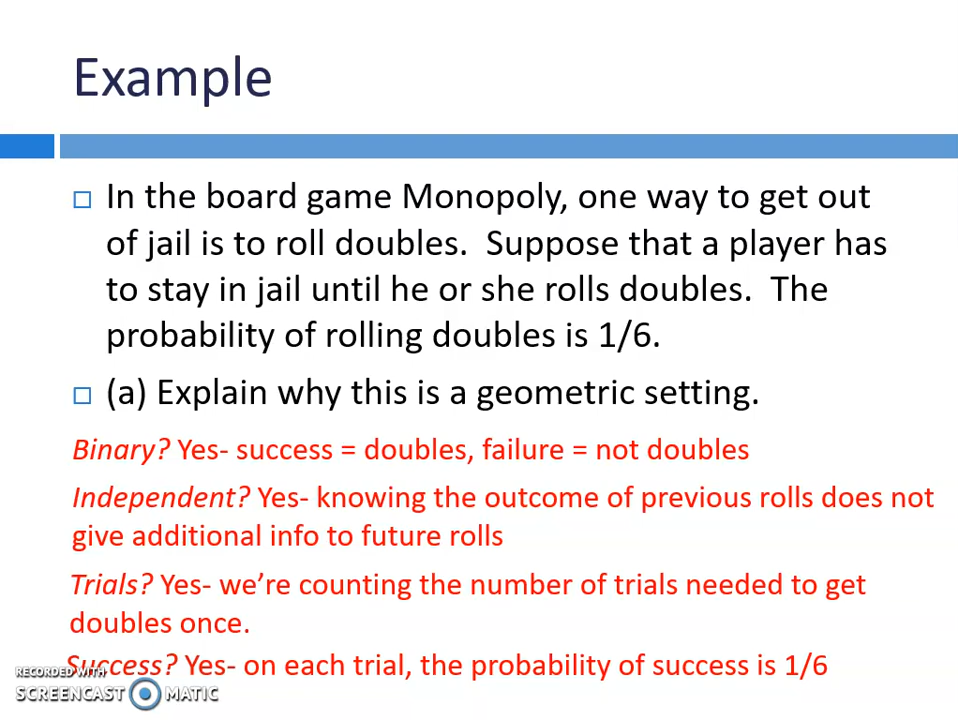 Example
In the board game Monopoly, one way to get out
of jail is to roll doubles.  Suppose that a player has
to stay in jail until he or she rolls doubles.  The
probability of rolling doubles is 1/6.
(a) Explain why this is a geometric setting.
Binary? Yes- success = doubles, failure = not doubles
Independent? Yes- knowing the outcome of previous rolls does not
give additional info to future rolls
Trials? Yes- we’re counting the number of trials needed to get
doubles once.
Success? Yes- on each trial, the probability of success is 1/6
RECORDED WITH
SCREENCAST MATIC